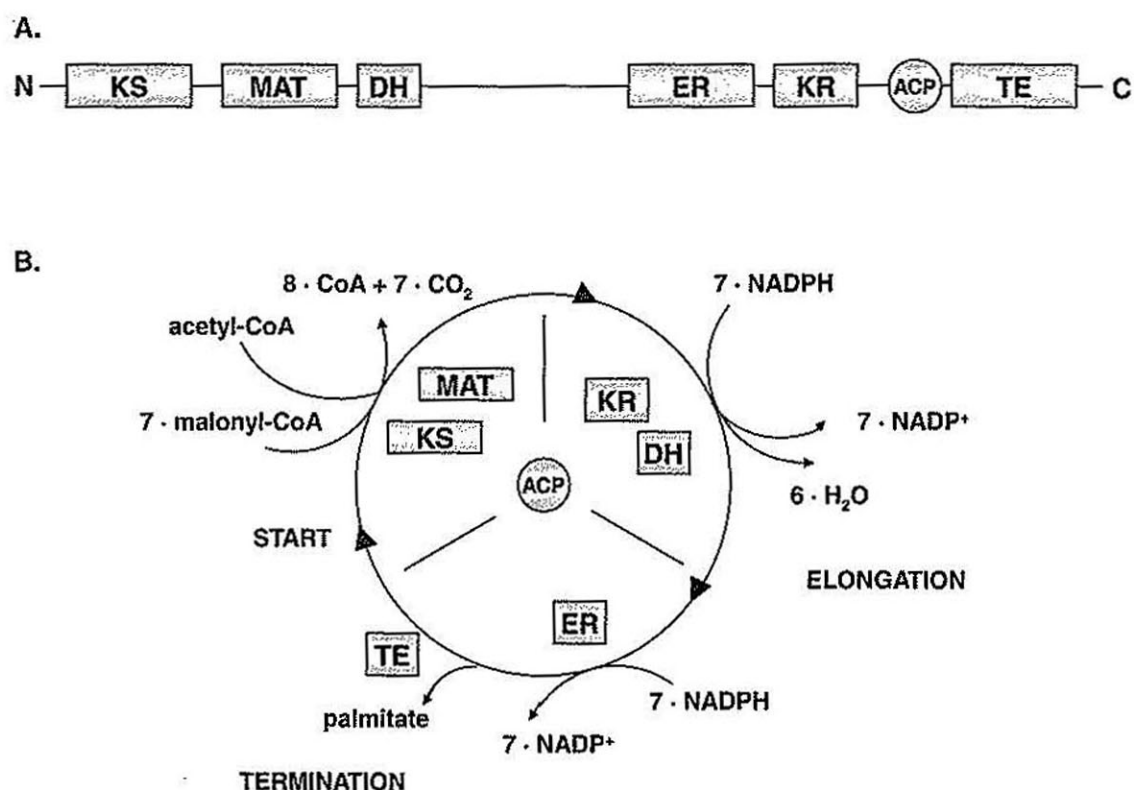 A.
N KS MAT DH ER KR ACP TE C
B.
8 · CoA + 7 · CO₂
7 · NADPH
acetyl-CoA
MAT
KR
7 · malonyl-CoA
KS
7 · NADP⁺
DH
ACP
6 · H₂O
START
ELONGATION
ER
TE
7 · NADPH
palmitate
7 · NADP⁺
TERMINATION